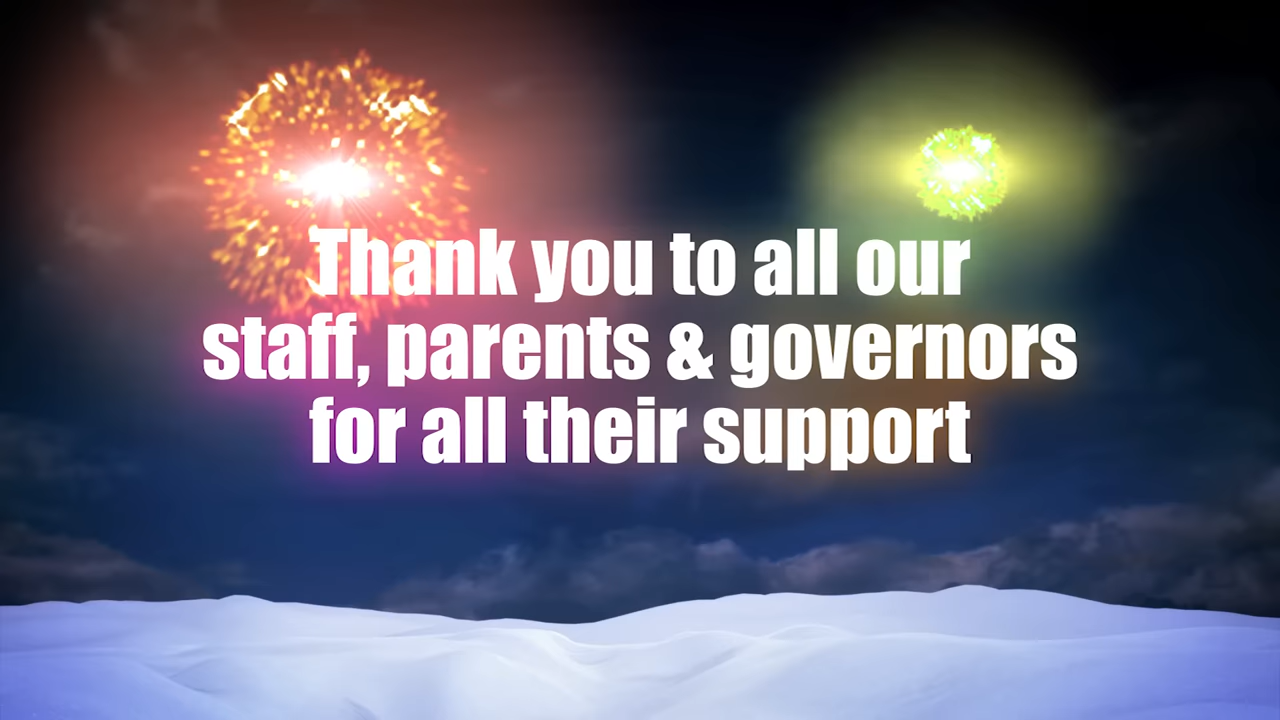 Thank you to all our
staff, parents & governors
for all their support